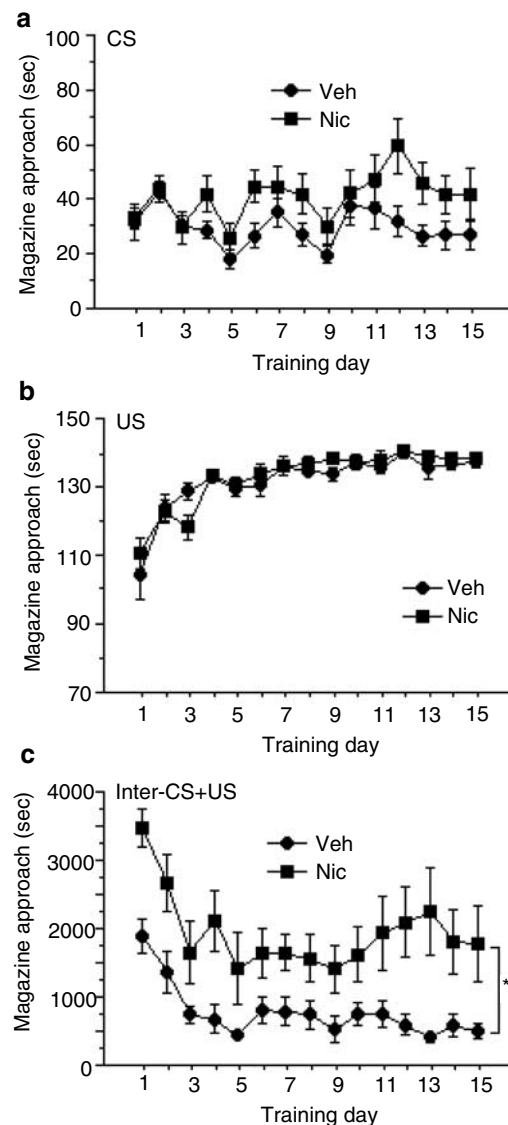 a
CS
100
80
60
40
20
0
Magazine approach (sec)
Veh
Nic
1 3 5 7 9 11 13 15
Training day
b
US
150
130
110
90
70
Magazine approach (sec)
Veh
Nic
1 3 5 7 9 11 13 15
Training day
c
Inter-CS+US
4000
3000
2000
1000
0
Magazine approach (sec)
Veh
Nic
*
1 3 5 7 9 11 13 15
Training day